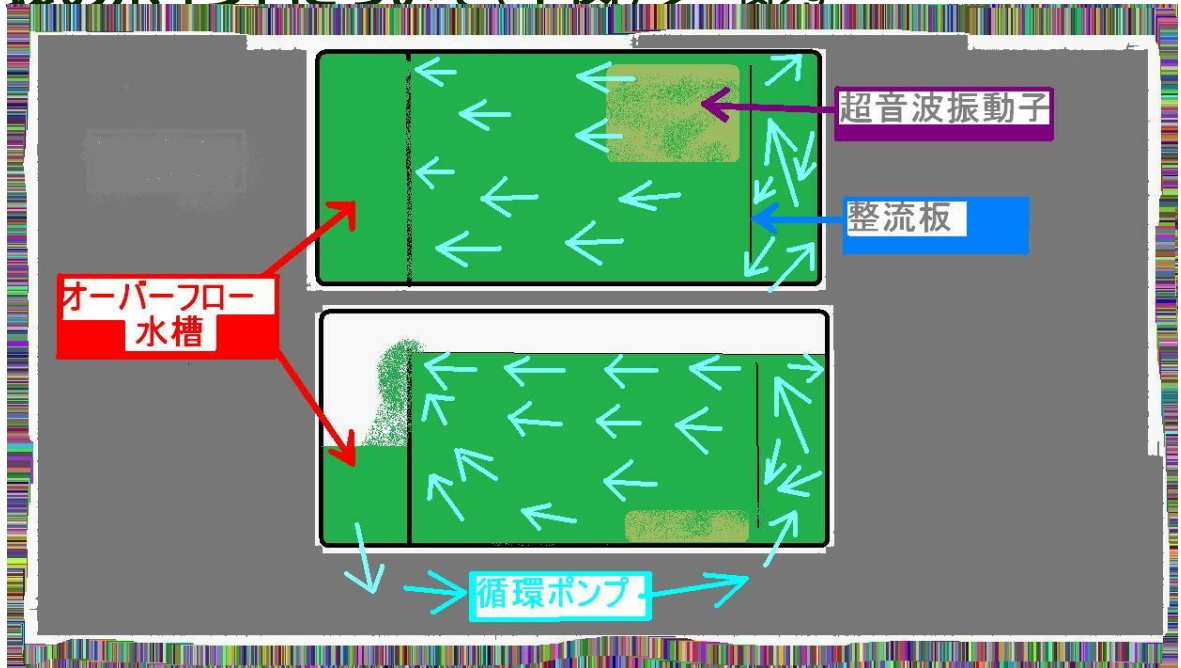 超音波振動子
整流板
オーバーフロー
水槽
循環ポンプ